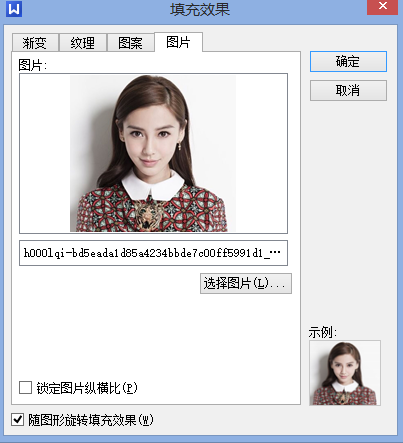 填充效果
渐变 纹理 图案 图片
图片:
确定
取消
h000lqi-bd5eada1d85a4234bbde7c00ff5991d1_…
选择图片(L)...
示例:
锁定图片纵横比(P)
随图形旋转填充效果(W)